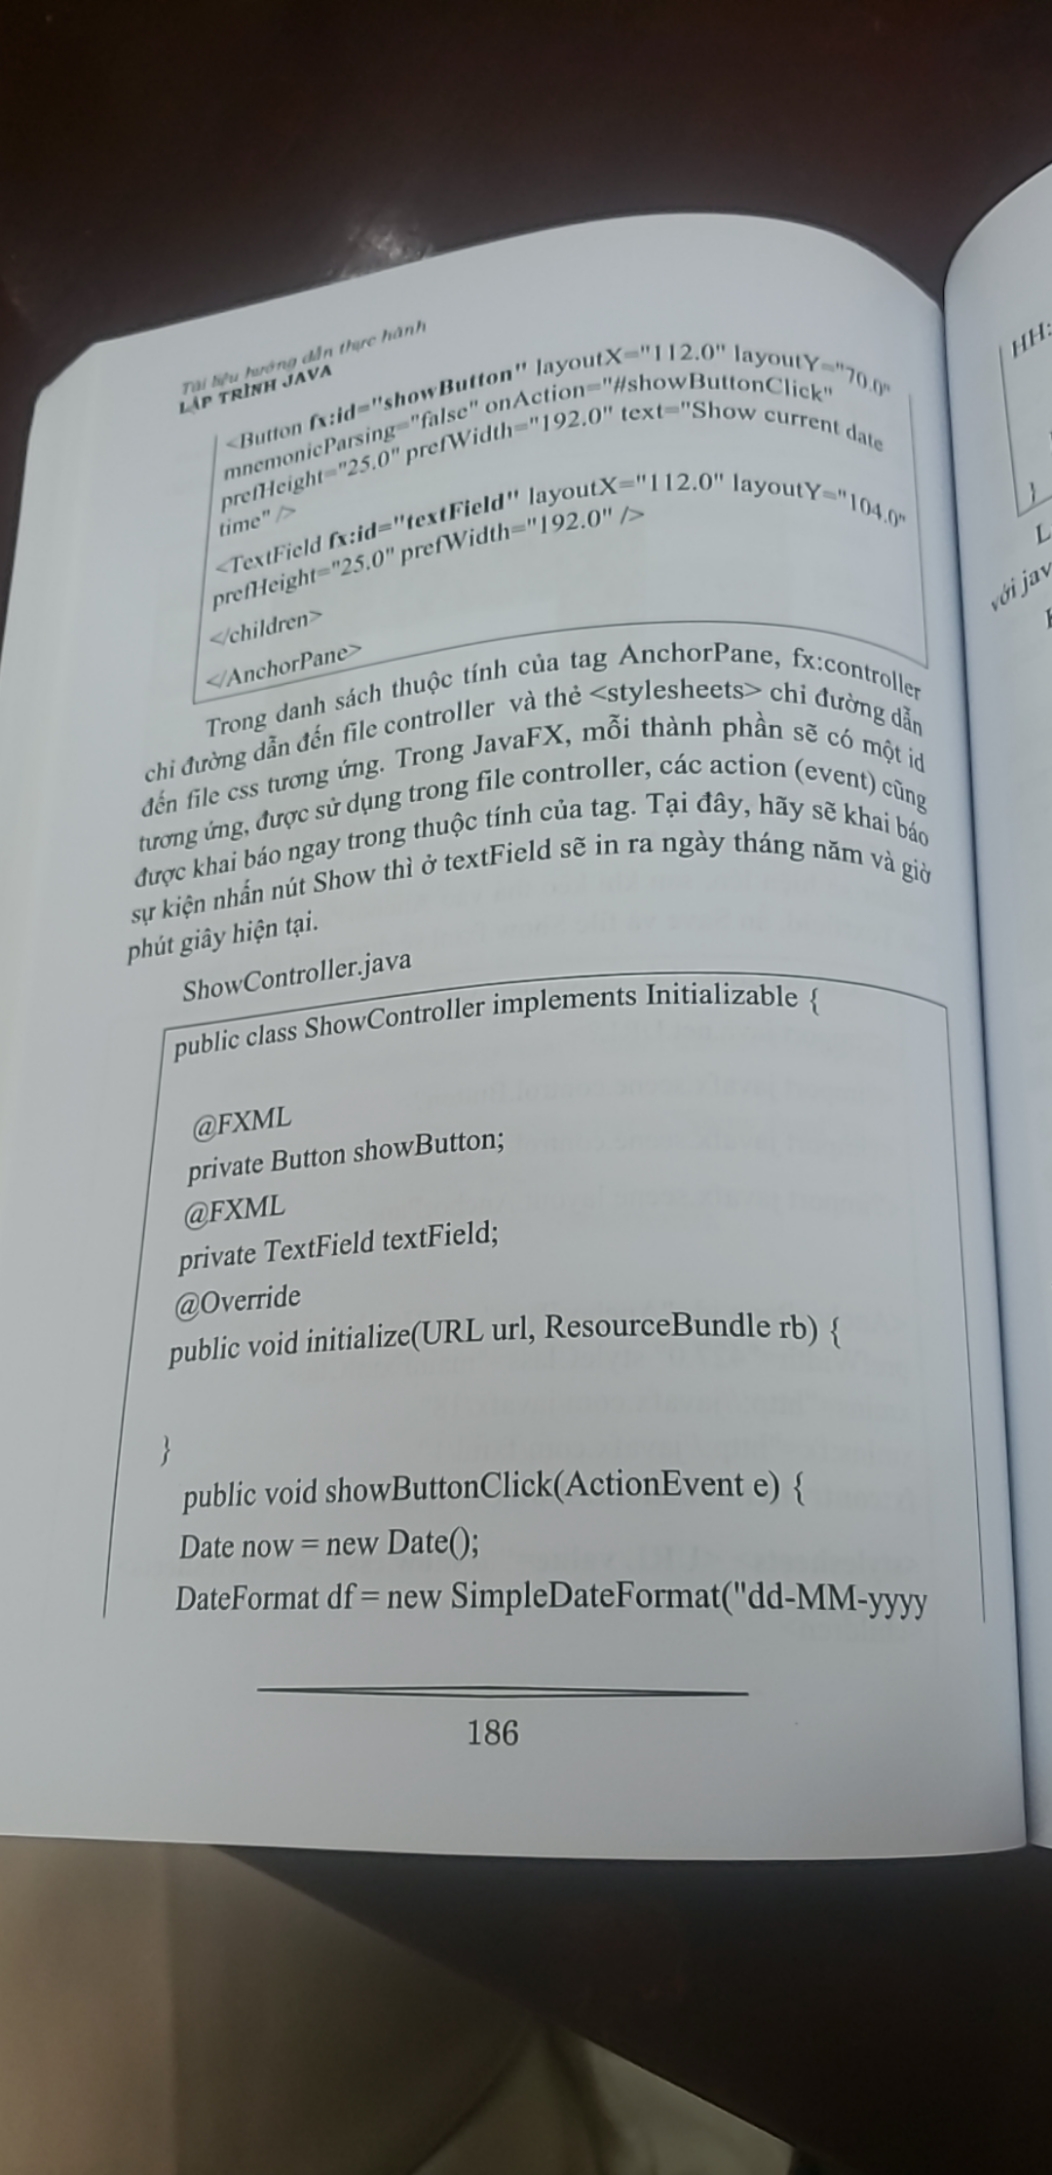 Tài liệu hướng dẫn thực hành
LẬP TRÌNH JAVA
<Button fx:id="showButton" layoutX="112.0" layoutY="70.0"
mnemonicParsing="false" onAction="#showButtonClick"
prefHeight="25.0" prefWidth="192.0" text="Show current date
time" />
<TextField fx:id="textField" layoutX="112.0" layoutY="104.0"
prefHeight="25.0" prefWidth="192.0" />
</children>
</AnchorPane>
Trong danh sách thuộc tính của tag AnchorPane, fx:controller
chỉ đường dẫn đến file controller và thẻ <stylesheets> chỉ đường dẫn
đến file css tương ứng. Trong JavaFX, mỗi thành phần sẽ có một id
tương ứng, được sử dụng trong file controller, các action (event) cũng
được khai báo ngay trong thuộc tính của tag. Tại đây, hãy sẽ khai báo
sự kiện nhấn nút Show thì ở textField sẽ in ra ngày tháng năm và giờ
phút giây hiện tại.
ShowController.java
public class ShowController implements Initializable {
@FXML
private Button showButton;
@FXML
private TextField textField;
@Override
public void initialize(URL url, ResourceBundle rb) {
}
public void showButtonClick(ActionEvent e) {
Date now = new Date();
DateFormat df = new SimpleDateFormat("dd-MM-yyyy
186
HH:
}
L
với jav